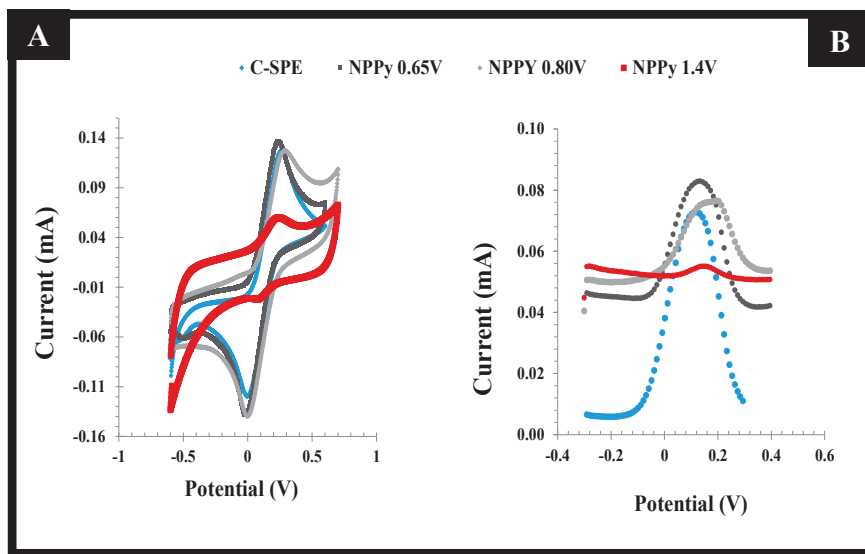 A
B
C-SPE NPPy 0.65V NPPY 0.80V NPPy 1.4V
0.14
0.09
0.04
-0.01
-0.06
-0.11
-0.16
-1 -0.5 0 0.5 1
Current (mA)
Potential (V)
0.10
0.08
0.06
0.04
0.02
0.00
-0.4 -0.2 0 0.2 0.4 0.6
Current (mA)
Potential (V)